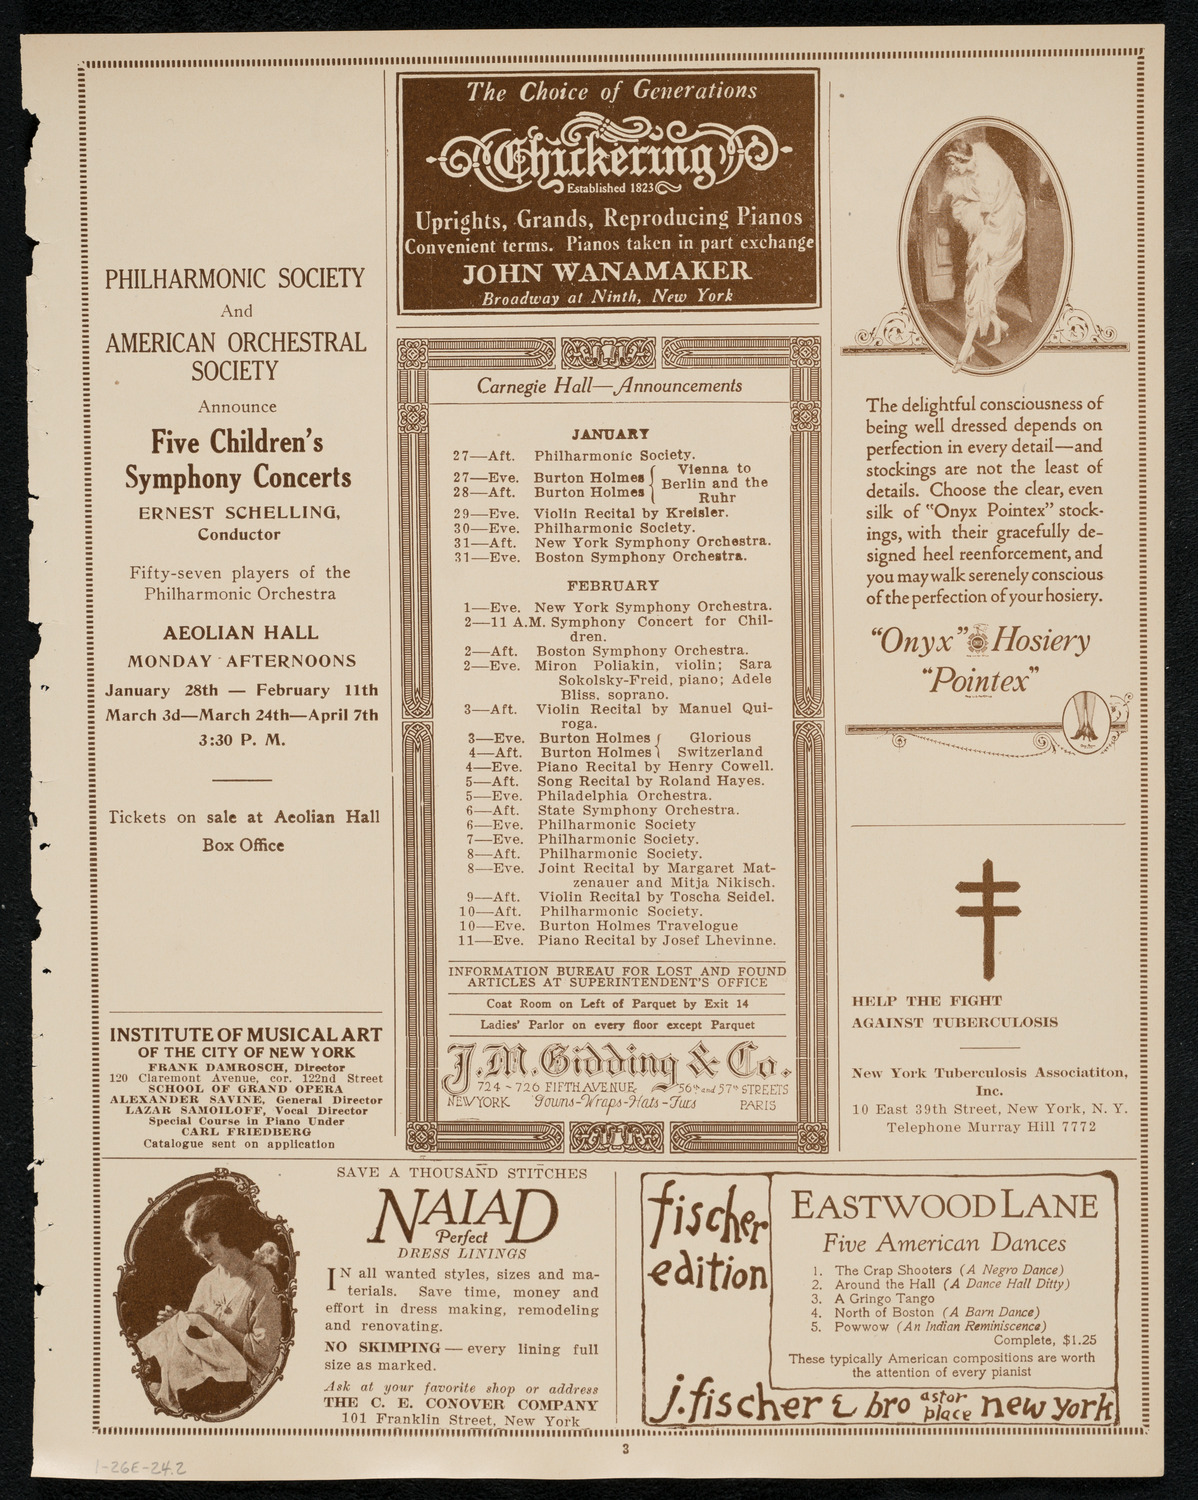 PHILHARMONIC SOCIETY
And
AMERICAN ORCHESTRAL
SOCIETY
Announce
Five Children's
Symphony Concerts
ERNEST SCHELLING,
Conductor
Fifty-seven players of the
Philharmonic Orchestra
AEOLIAN HALL
MONDAY AFTERNOONS
January 28th — February 11th
March 3d—March 24th—April 7th
3:30 P. M.
Tickets on sale at Aeolian Hall
Box Office
INSTITUTE OF MUSICAL ART
OF THE CITY OF NEW YORK
FRANK DAMROSCH, Director
120 Claremont Avenue, cor. 122nd Street
SCHOOL OF GRAND OPERA
ALEXANDER SAVINE, General Director
LAZAR SAMOILOFF, Vocal Director
Special Course in Piano Under
CARL FRIEDBERG
Catalogue sent on application
The Choice of Generations
Chickering
Established 1823
Uprights, Grands, Reproducing Pianos
Convenient terms. Pianos taken in part exchange
JOHN WANAMAKER
Broadway at Ninth, New York
Carnegie Hall—Announcements
JANUARY
27—Aft. Philharmonic Society.
27—Eve. Burton Holmes { Vienna to
28—Aft. Burton Holmes { Berlin and the
Ruhr
29—Eve. Violin Recital by Kreisler.
30—Eve. Philharmonic Society.
31—Aft. New York Symphony Orchestra.
31—Eve. Boston Symphony Orchestra.
FEBRUARY
1—Eve. New York Symphony Orchestra.
2—11 A.M. Symphony Concert for Chil-
dren.
2—Aft. Boston Symphony Orchestra.
2—Eve. Miron Poliakin, violin; Sara
Sokolsky-Freid, piano; Adele
Bliss, soprano.
3—Aft. Violin Recital by Manuel Qui-
roga.
3—Eve. Burton Holmes { Glorious
4—Aft. Burton Holmes { Switzerland
4—Eve. Piano Recital by Henry Cowell.
5—Aft. Song Recital by Roland Hayes.
5—Eve. Philadelphia Orchestra.
6—Aft. State Symphony Orchestra.
6—Eve. Philharmonic Society
7—Eve. Philharmonic Society.
8—Aft. Philharmonic Society.
8—Eve. Joint Recital by Margaret Mat-
zenauer and Mitja Nikisch.
9—Aft. Violin Recital by Toscha Seidel.
10—Aft. Philharmonic Society.
10—Eve. Burton Holmes Travelogue
11—Eve. Piano Recital by Josef Lhevinne.
INFORMATION BUREAU FOR LOST AND FOUND
ARTICLES AT SUPERINTENDENT'S OFFICE
Coat Room on Left of Parquet by Exit 14
Ladies' Parlor on every floor except Parquet
J.M. Gidding & Co.
724 ~ 726 FIFTH AVENUE 56th and 57th STREETS
NEW YORK Gowns-Wraps-Hats-Furs PARIS
The delightful consciousness of
being well dressed depends on
perfection in every detail—and
stockings are not the least of
details. Choose the clear, even
silk of "Onyx Pointex" stock-
ings, with their gracefully de-
signed heel reenforcement, and
you may walk serenely conscious
of the perfection of your hosiery.
"Onyx" Hosiery
"Pointex"
HELP THE FIGHT
AGAINST TUBERCULOSIS
New York Tuberculosis Associatiton,
Inc.
10 East 39th Street, New York, N. Y.
Telephone Murray Hill 7772
SAVE A THOUSAND STITCHES
NAIAD
Perfect
DRESS LININGS
IN all wanted styles, sizes and ma-
terials. Save time, money and
effort in dress making, remodeling
and renovating.
NO SKIMPING — every lining full
size as marked.
Ask at your favorite shop or address
THE C. E. CONOVER COMPANY
101 Franklin Street, New York
fischer
edition
EASTWOOD LANE
Five American Dances
1. The Crap Shooters (A Negro Dance)
2. Around the Hall (A Dance Hall Ditty)
3. A Gringo Tango
4. North of Boston (A Barn Dance)
5. Powwow (An Indian Reminiscence)
Complete, $1.25
These typically American compositions are worth
the attention of every pianist
j. fischer & bro astor place new york
3
1-26E-24.2